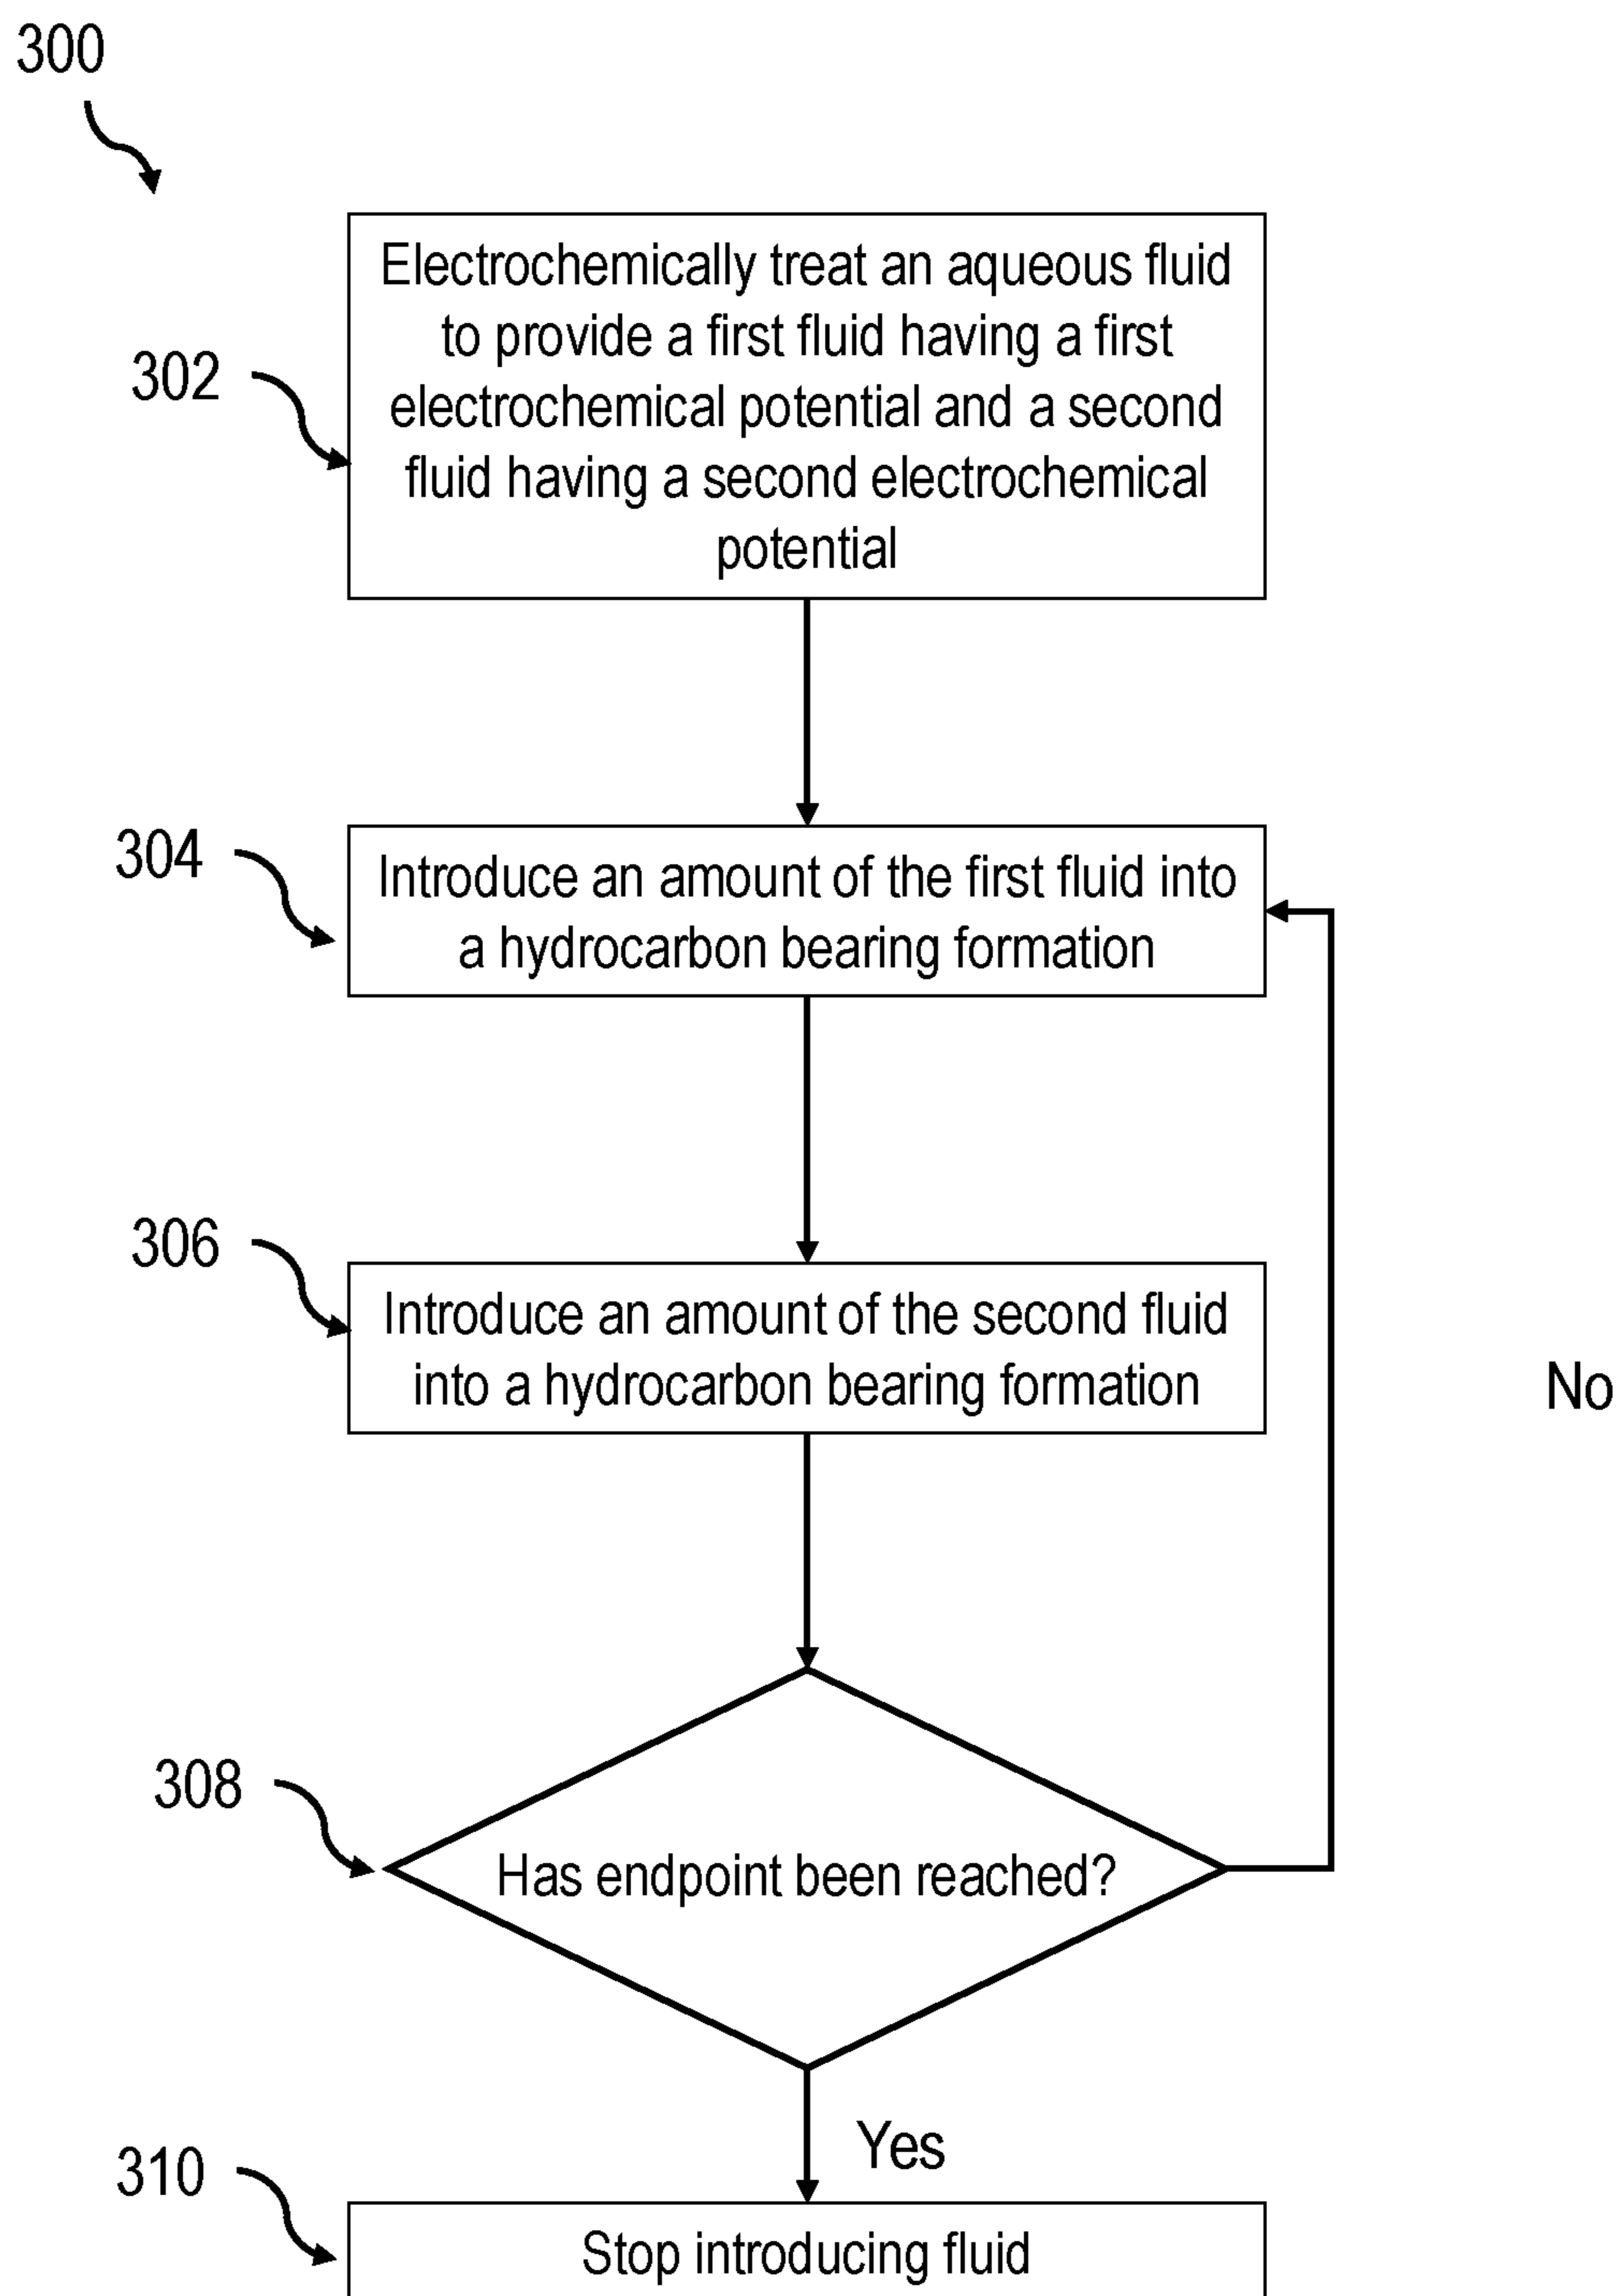 300
302
Electrochemically treat an aqueous fluid
to provide a first fluid having a first
electrochemical potential and a second
fluid having a second electrochemical
potential
304
Introduce an amount of the first fluid into
a hydrocarbon bearing formation
306
Introduce an amount of the second fluid
into a hydrocarbon bearing formation
No
308
Has endpoint been reached?
Yes
310
Stop introducing fluid